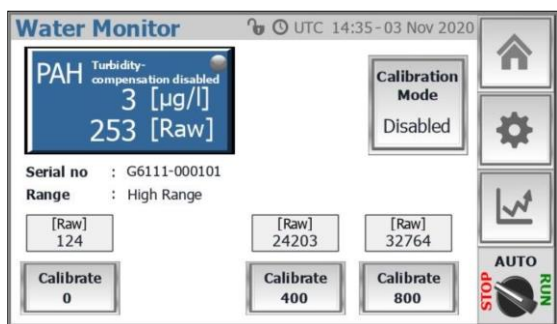 Water Monitor
UTC 14:35-03 Nov 2020
PAH Turbidity-
compensation disabled
3 [µg/l]
253 [Raw]
Calibration
Mode
Disabled
Serial no : G6111-000101
Range : High Range
[Raw]
124
[Raw]
24203
[Raw]
32764
Calibrate
0
Calibrate
400
Calibrate
800
AUTO
STOP
RUN